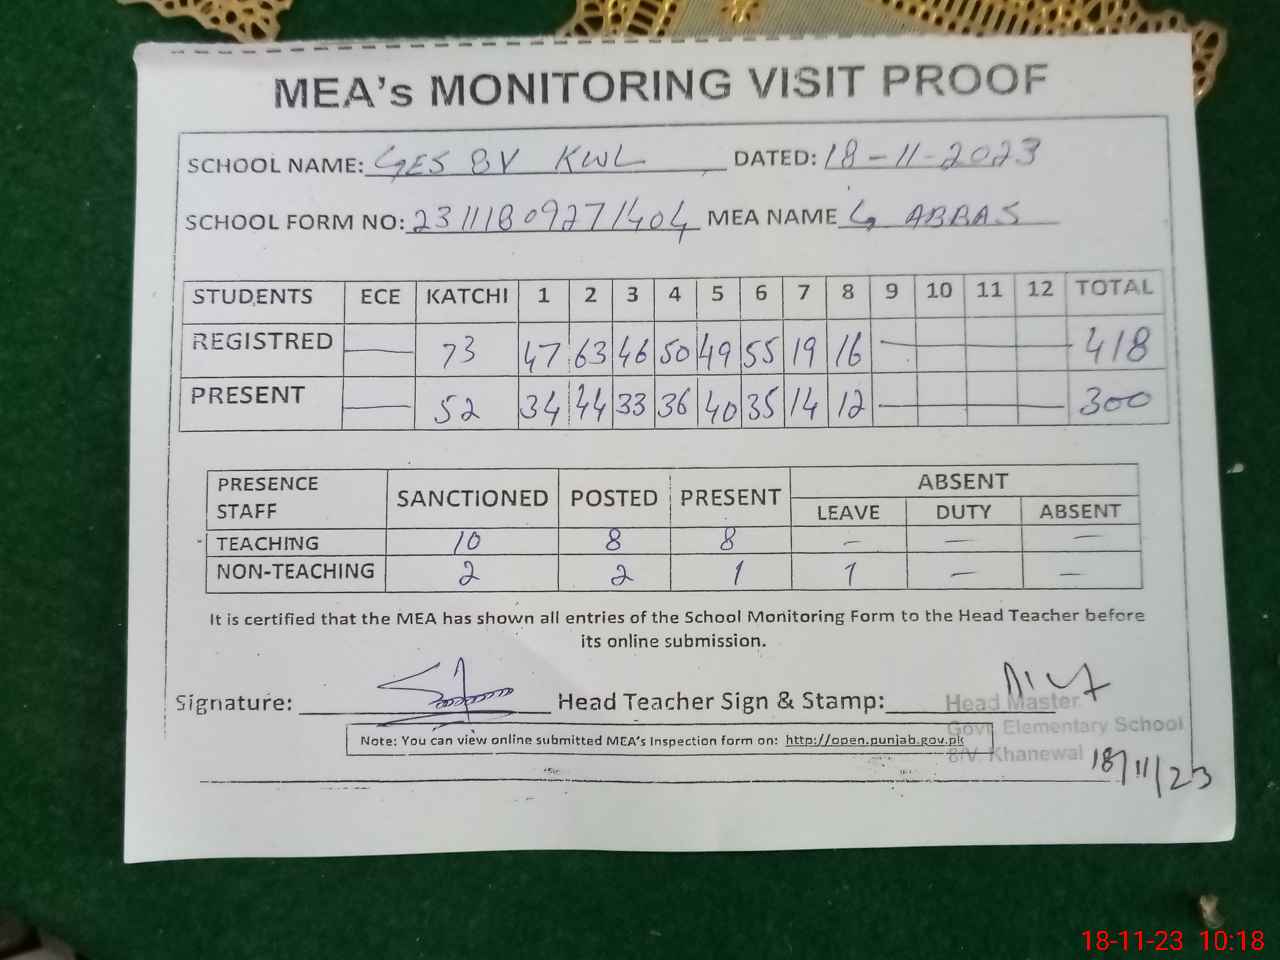 MEA's MONITORING VISIT PROOF
SCHOOL NAME: GES 8V KWL DATED: 18-11-2023
SCHOOL FORM NO: 23111809271404 MEA NAME G ABBAS
STUDENTS ECE KATCHI 1 2 3 4 5 6 7 8 9 10 11 12 TOTAL
REGISTRED — 73 47 63 46 50 49 55 19 16 — 418
PRESENT — 52 34 44 33 36 40 35 14 12 — 300
PRESENCE STAFF SANCTIONED POSTED PRESENT ABSENT
LEAVE DUTY ABSENT
TEACHING 10 8 8 — — —
NON-TEACHING 2 2 1 1 — —
It is certified that the MEA has shown all entries of the School Monitoring Form to the Head Teacher before
its online submission.
Signature: Head Teacher Sign & Stamp:
Head Master
Govt. Elementary School
8/V. Khanewal
18/11/23
Note: You can view online submitted MEA's Inspection form on: http://open.punjab.gov.pk
18-11-23 10:18